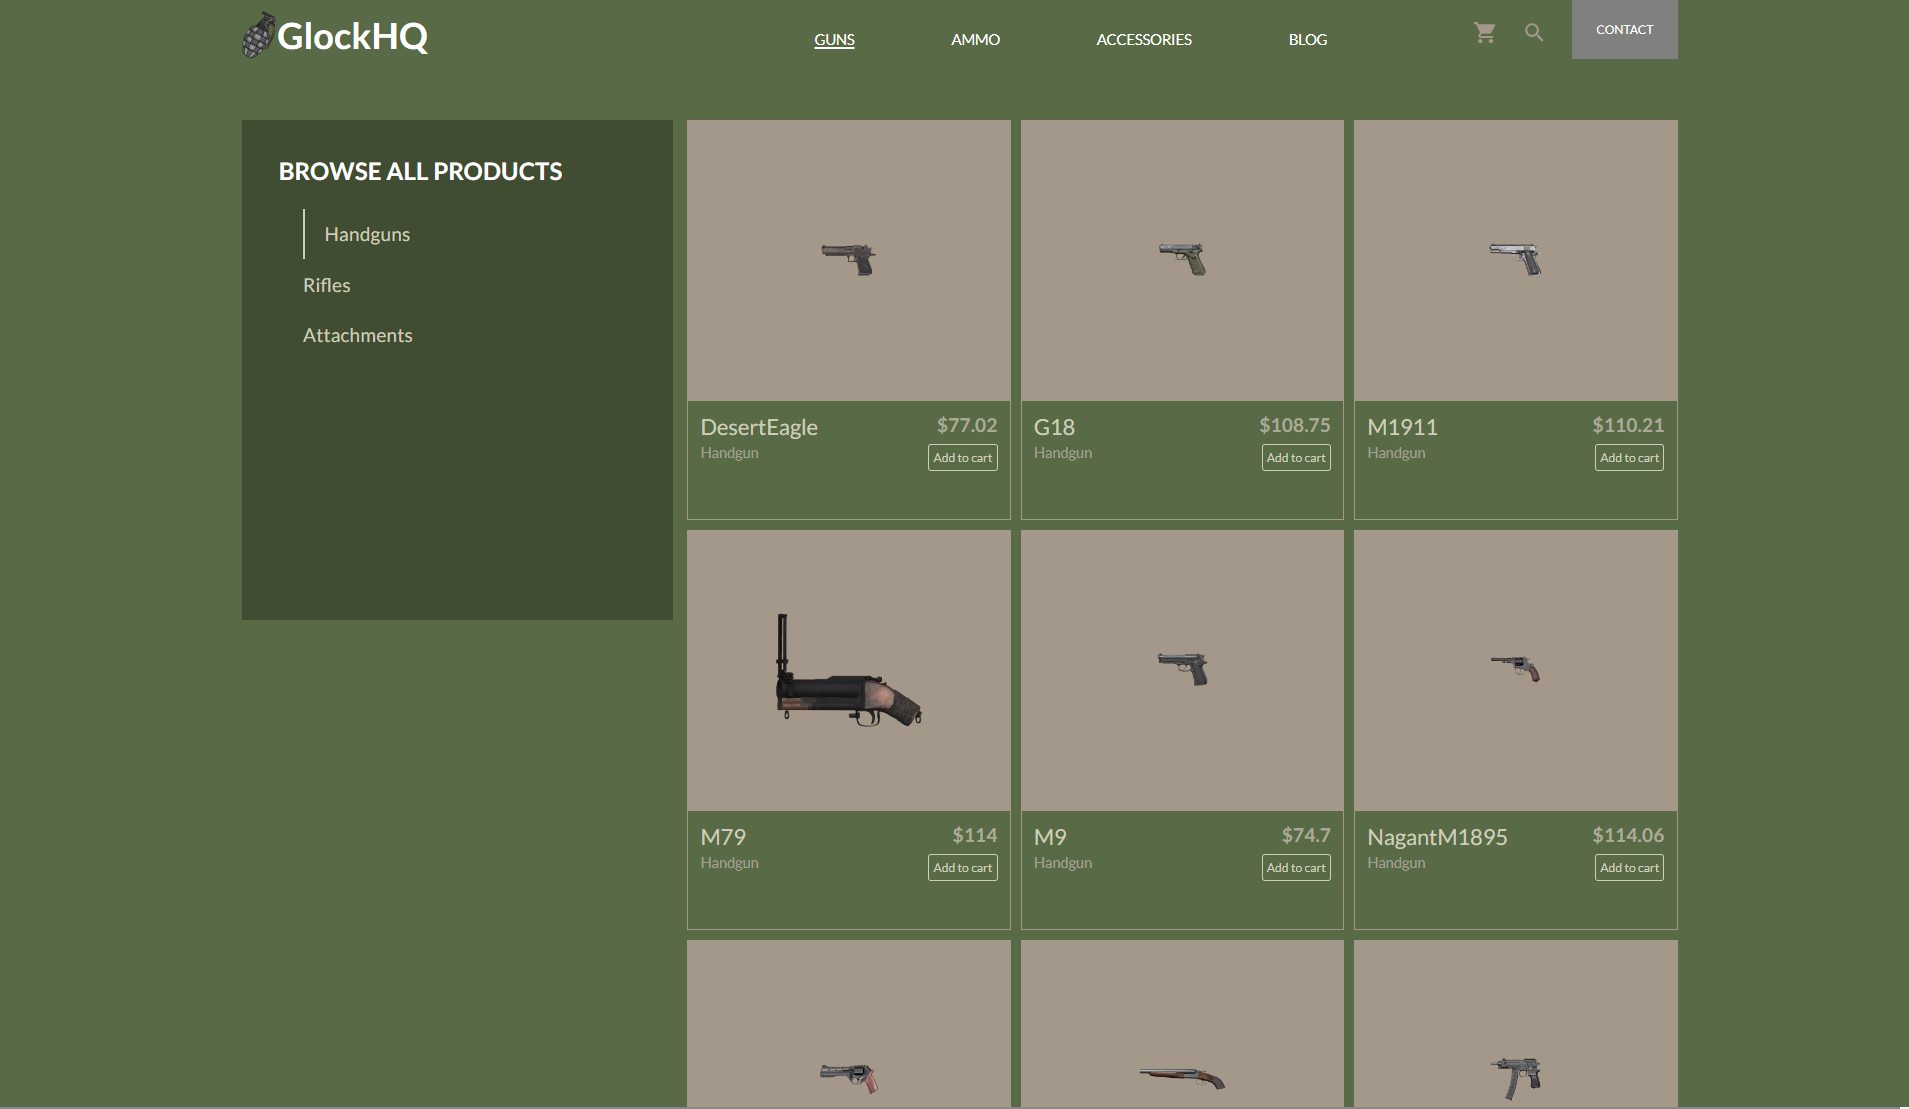 GlockHQ
GUNS
AMMO
ACCESSORIES
BLOG
CONTACT
BROWSE ALL PRODUCTS
Handguns
Rifles
Attachments
DesertEagle
$77.02
Handgun
Add to cart
G18
$108.75
Handgun
Add to cart
M1911
$110.21
Handgun
Add to cart
M79
$114
Handgun
Add to cart
M9
$74.7
Handgun
Add to cart
NagantM1895
$114.06
Handgun
Add to cart